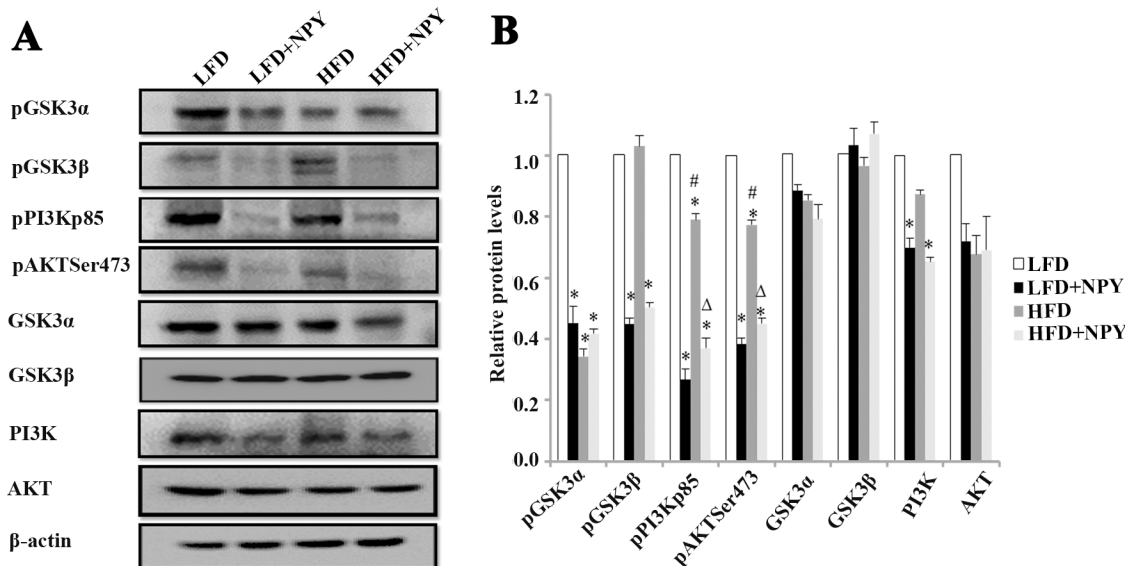 A
LFD LFD+NPY HFD HFD+NPY
pGSK3α
pGSK3β
pPI3Kp85
pAKTSer473
GSK3α
GSK3β
PI3K
AKT
β-actin
B
Relative protein levels
1.2
1.0
0.8
0.6
0.4
0.2
0.0
* * *
* *
* # * Δ *
* # * Δ *
* *
pGSK3α pGSK3β pPI3Kp85 pAKTSer473 GSK3α GSK3β PI3K AKT
LFD
LFD+NPY
HFD
HFD+NPY